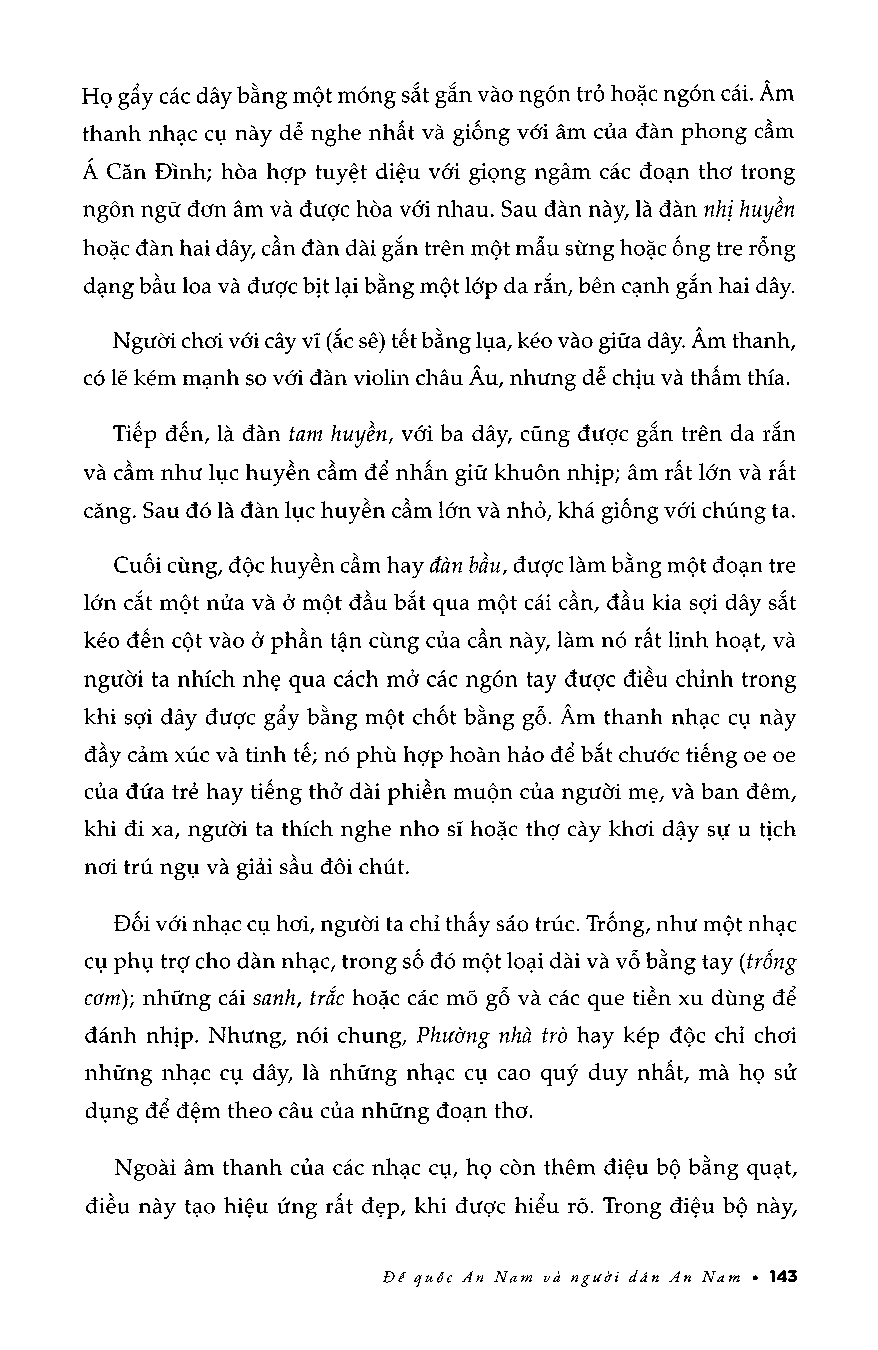 Họ gẩy các dây bằng một móng sắt gắn vào ngón trỏ hoặc ngón cái. Âm
thanh nhạc cụ này dễ nghe nhất và giống với âm của đàn phong cầm
Á Căn Đình; hòa hợp tuyệt diệu với giọng ngâm các đoạn thơ trong
ngôn ngữ đơn âm và được hòa với nhau. Sau đàn này, là đàn nhị huyền
hoặc đàn hai dây, cần đàn dài gắn trên một mẫu sừng hoặc ống tre rỗng
dạng bầu loa và được bịt lại bằng một lớp da rắn, bên cạnh gắn hai dây.
Người chơi với cây vĩ (ắc sê) tết bằng lụa, kéo vào giữa dây. Âm thanh,
có lẽ kém mạnh so với đàn violin châu Âu, nhưng dễ chịu và thấm thía.
Tiếp đến, là đàn tam huyền, với ba dây, cũng được gắn trên da rắn
và cầm như lục huyền cầm để nhấn giữ khuôn nhịp; âm rất lớn và rất
căng. Sau đó là đàn lục huyền cầm lớn và nhỏ, khá giống với chúng ta.
Cuối cùng, độc huyền cầm hay đàn bầu, được làm bằng một đoạn tre
lớn cắt một nửa và ở một đầu bắt qua một cái cần, đầu kia sợi dây sắt
kéo đến cột vào ở phần tận cùng của cần này, làm nó rất linh hoạt, và
người ta nhích nhẹ qua cách mở các ngón tay được điều chỉnh trong
khi sợi dây được gẩy bằng một chốt bằng gỗ. Âm thanh nhạc cụ này
đầy cảm xúc và tinh tế; nó phù hợp hoàn hảo để bắt chước tiếng oe oe
của đứa trẻ hay tiếng thở dài phiền muộn của người mẹ, và ban đêm,
khi đi xa, người ta thích nghe nho sĩ hoặc thợ cày khơi dậy sự u tịch
nơi trú ngụ và giải sầu đôi chút.
Đối với nhạc cụ hơi, người ta chỉ thấy sáo trúc. Trống, như một nhạc
cụ phụ trợ cho dàn nhạc, trong số đó một loại dài và vỗ bằng tay (trống
cơm); những cái sanh, trắc hoặc các mõ gỗ và các que tiền xu dùng để
đánh nhịp. Nhưng, nói chung, Phường nhà trò hay kép độc chỉ chơi
những nhạc cụ dây, là những nhạc cụ cao quý duy nhất, mà họ sử
dụng để đệm theo câu của những đoạn thơ.
Ngoài âm thanh của các nhạc cụ, họ còn thêm điệu bộ bằng quạt,
điều này tạo hiệu ứng rất đẹp, khi được hiểu rõ. Trong điệu bộ này,
Đế quốc An Nam và người dân An Nam • 143